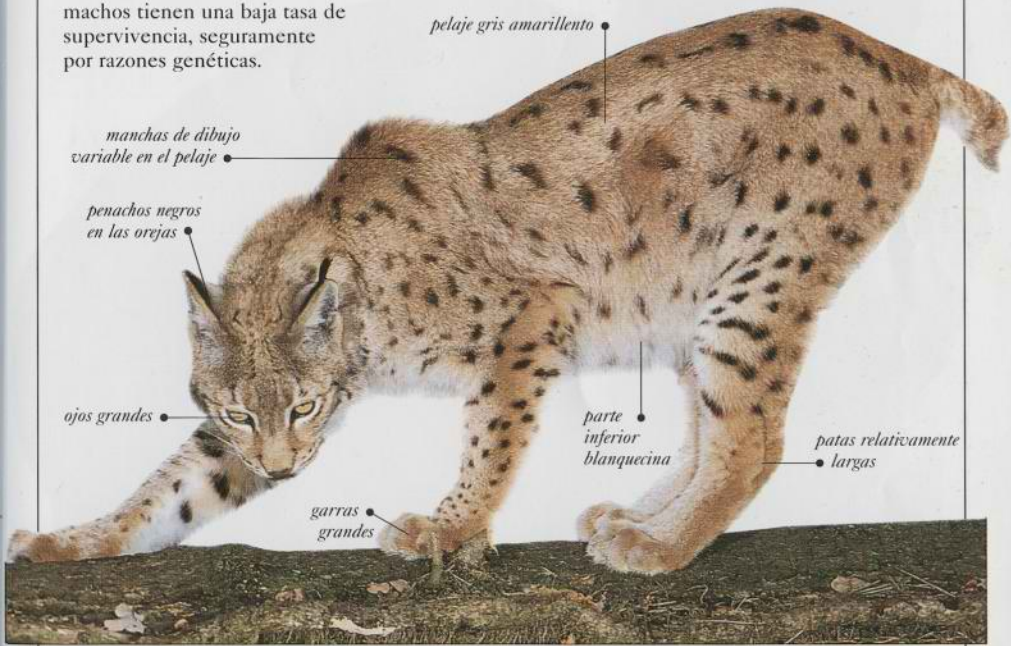 machos tienen una baja tasa de
supervivencia, seguramente
por razones genéticas.
pelaje gris amarillento
manchas de dibujo
variable en el pelaje
penachos negros
en las orejas
ojos grandes
garras
grandes
parte
inferior
blanquecina
patas relativamente
largas